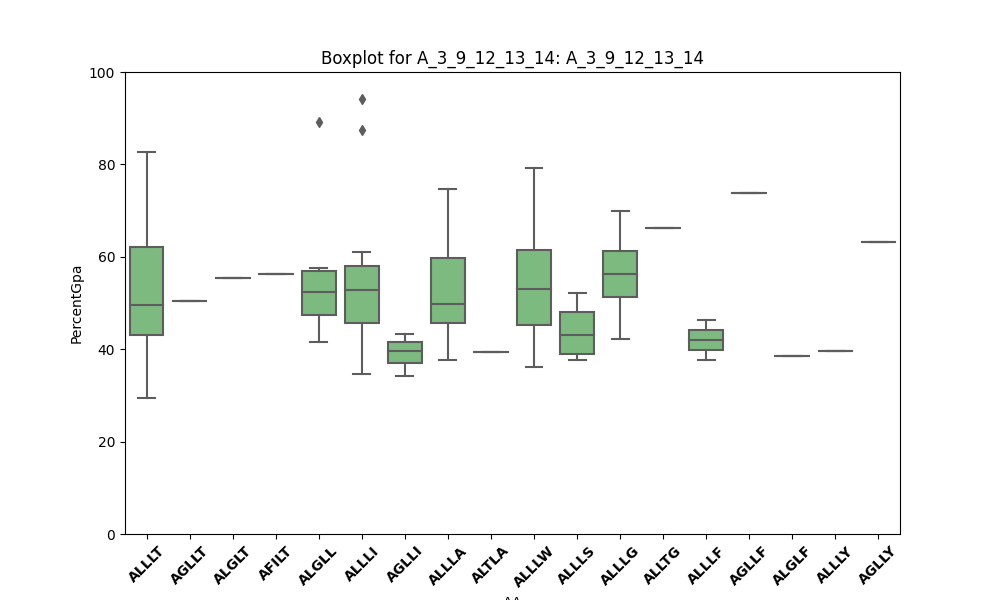 Boxplot for A_3_9_12_13_14: A_3_9_12_13_14
PercentGpa
100
80
60
40
20
0
ALLLT
AGLLT
ALGLT
AFILT
ALGLL
ALLLI
AGLLI
ALLLA
ALTLA
ALLLW
ALLLS
ALLLG
ALLTG
ALLLF
AGLLF
ALGLF
ALLLY
AGLLY
AA